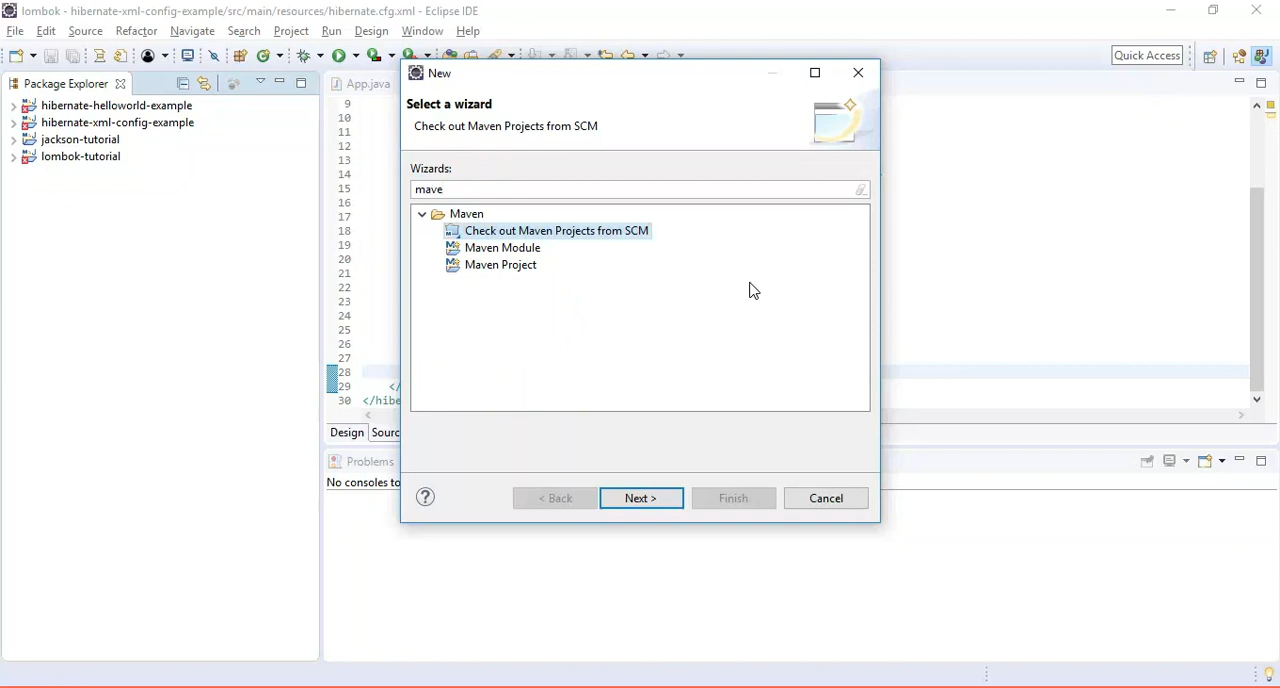 lombok - hibernate-xml-config-example/src/main/resources/hibernate.cfg.xml - Eclipse IDE
File Edit Source Refactor Navigate Search Project Run Design Window Help
Quick Access
Package Explorer
App.java
hibernate-helloworld-example
hibernate-xml-config-example
jackson-tutorial
lombok-tutorial
9
10
11
12
13
14
15
16
17
18
19
20
21
22
23
24
25
26
27
28
29 </
30 </hibe
Design Sourc
Problems
No consoles to
New
Select a wizard
Check out Maven Projects from SCM
Wizards:
mave
Maven
Check out Maven Projects from SCM
Maven Module
Maven Project
? < Back Next > Finish Cancel